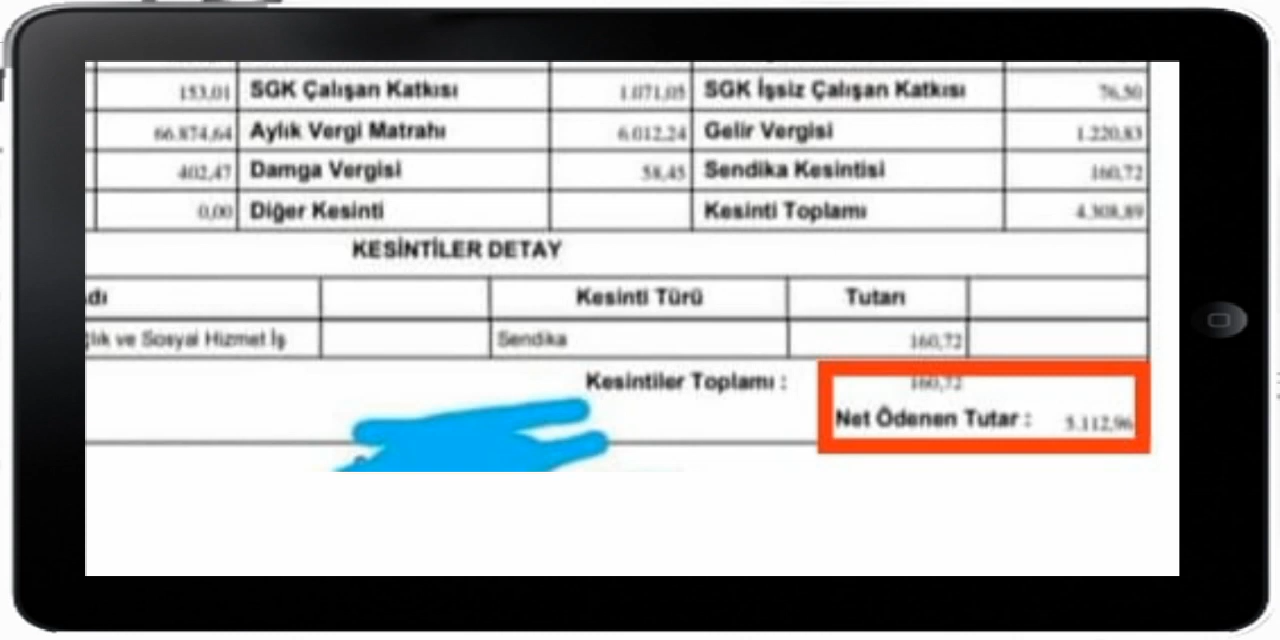 153,01 SGK Çalışan Katkısı 1.071,05 SGK İşsiz Çalışan Katkısı 76,50
66.874,64 Aylık Vergi Matrahı 6.012,24 Gelir Vergisi 1.220,83
402,47 Damga Vergisi 58,45 Sendika Kesintisi 160,72
0,00 Diğer Kesinti Kesinti Toplamı 4.308,89
KESİNTİLER DETAY
dı Kesinti Türü Tutarı
ğlık ve Sosyal Hizmet İş Sendika 160,72
Kesintiler Toplamı : 160,72
Net Ödenen Tutar : 5.112,96